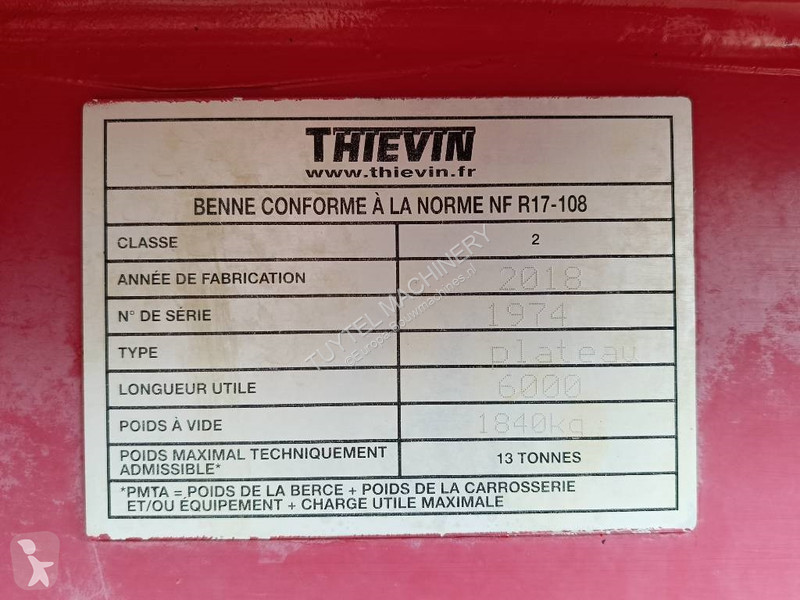 THIEVIN
www.thievin.fr
BENNE CONFORME À LA NORME NF R17-108
CLASSE 2
ANNÉE DE FABRICATION 2018
N° DE SÉRIE 1974
TYPE plateau
LONGUEUR UTILE 6000
POIDS À VIDE 1840kg
POIDS MAXIMAL TECHNIQUEMENT
ADMISSIBLE* 13 TONNES
*PMTA = POIDS DE LA BERCE + POIDS DE LA CARROSSERIE
ET/OU ÉQUIPEMENT + CHARGE UTILE MAXIMALE
TUYTEL MACHINERY